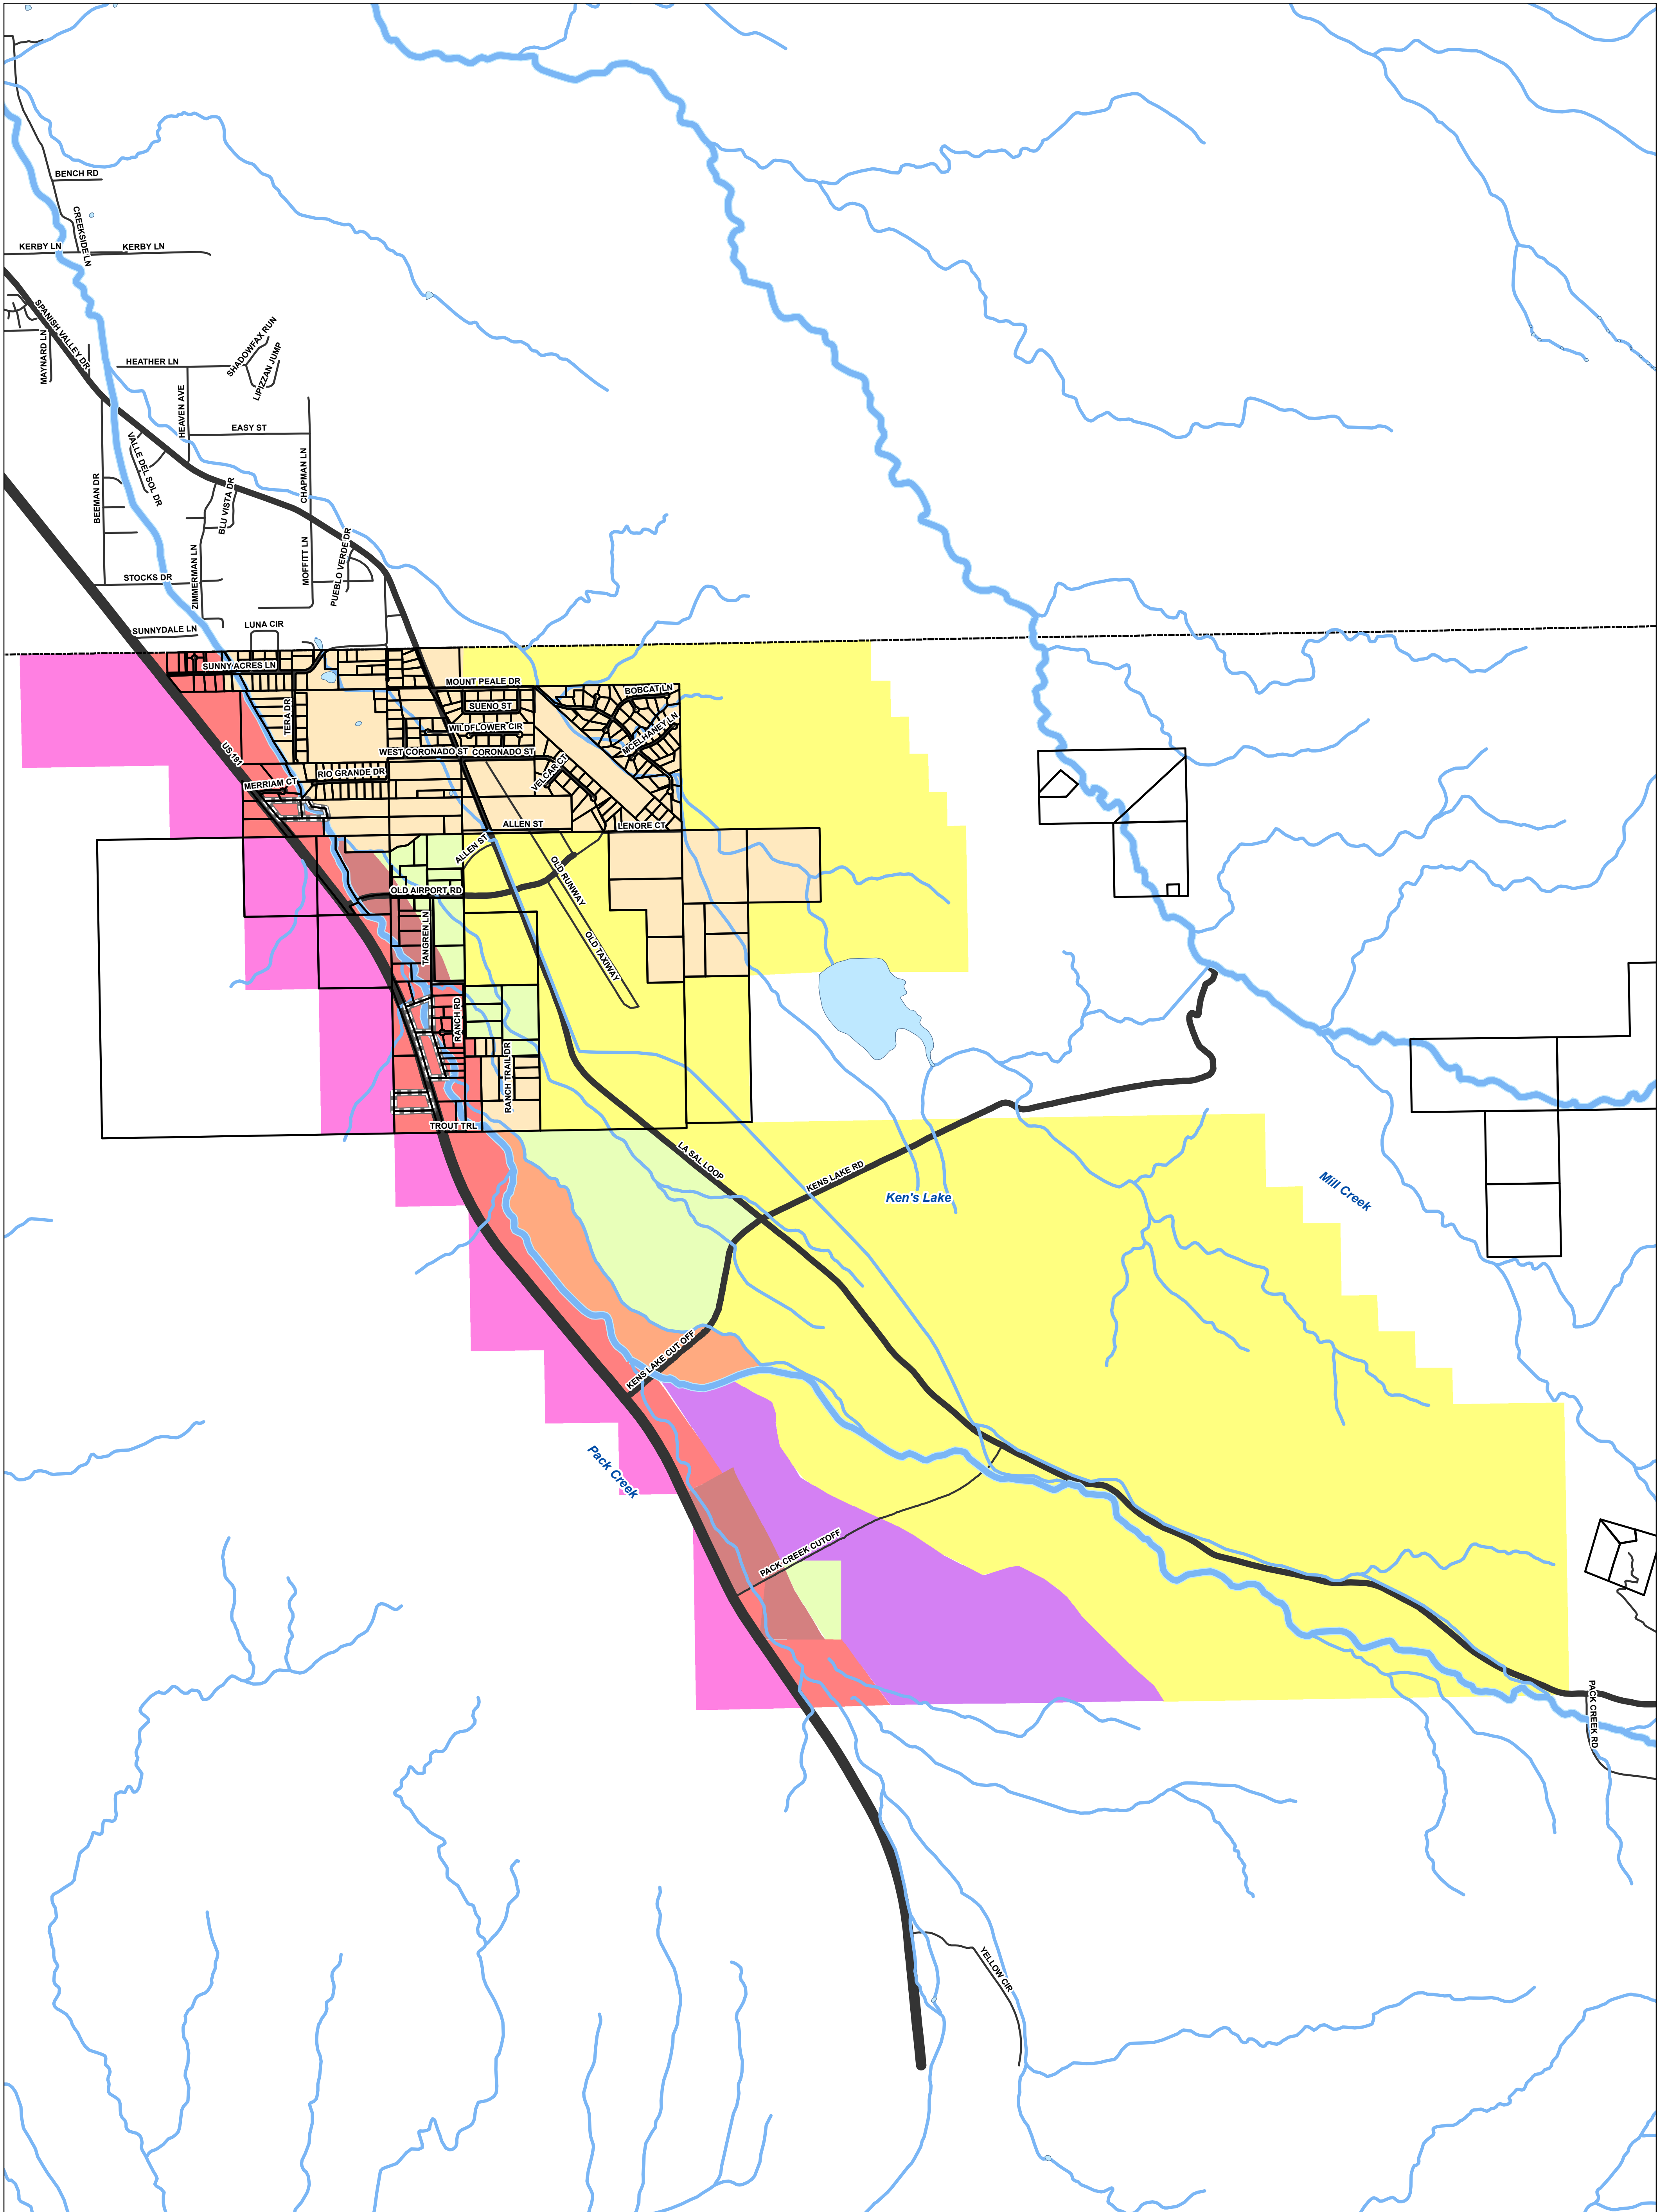 BENCH RD
CREEKSIDE LN
KERBY LN
KERBY LN
SPANISH VALLEY DR
MAYNARD LN
SHADOWFAX RUN
LIPIZZAN JUMP
HEATHER LN
HEAVEN AVE
EASY ST
VALLE DEL SOL DR
CHAPMAN LN
BEEMAN DR
BLU VISTA DR
PUEBLO VERDE DR
MOFFITT LN
ZIMMERMAN LN
STOCKS DR
SUNNYDALE LN
LUNA CIR
SUNNY ACRES LN
MOUNT PEALE DR
BOBCAT LN
SUENO ST
TERA DR
WILDFLOWER CIR
MCELHANEY LN
US 191
WEST CORONADO ST
CORONADO ST
RIO GRANDE DR
VELCAR CT
MERRIAM CT
ALLEN ST
LENORE CT
ALLEN ST
OLD RUNWAY
OLD AIRPORT RD
TANGREN LN
OLD TAXIWAY
RANCH RD
RANCH TRAIL DR
TROUT TRL
LA SAL LOOP
KENS LAKE RD
Ken's Lake
Mill Creek
KENS LAKE CUT OFF
Pack Creek
PACK CREEK CUTOFF
PACK CREEK RD
YELLOW CIR